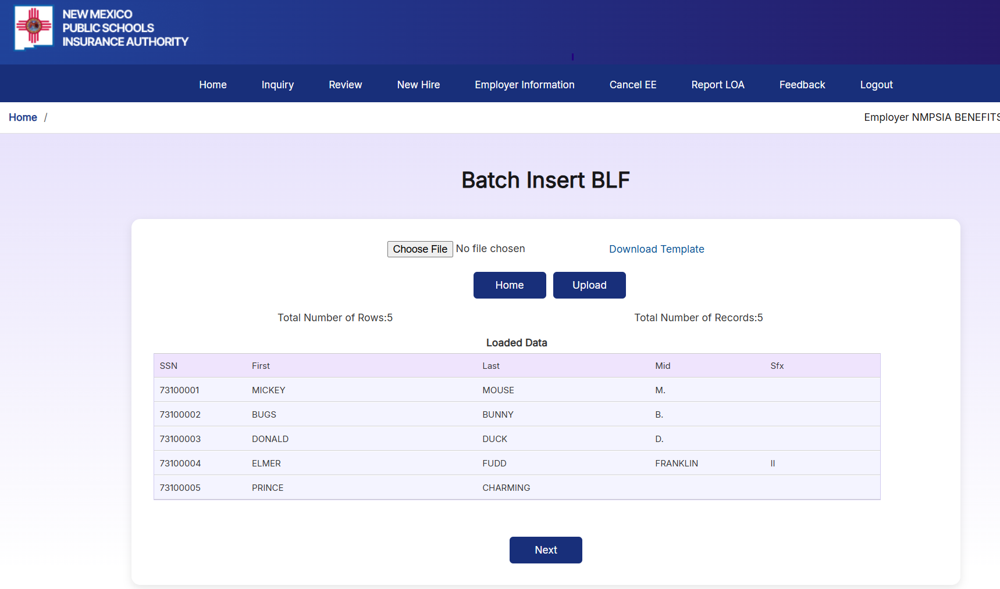 NEW MEXICO
PUBLIC SCHOOLS
INSURANCE AUTHORITY
Home Inquiry Review New Hire Employer Information Cancel EE Report LOA Feedback Logout
Home / Employer NMPSIA BENEFITS
Batch Insert BLF
Choose File No file chosen Download Template
Home Upload
Total Number of Rows:5 Total Number of Records:5
Loaded Data
SSN First Last Mid Sfx
73100001 MICKEY MOUSE M.
73100002 BUGS BUNNY B.
73100003 DONALD DUCK D.
73100004 ELMER FUDD FRANKLIN II
73100005 PRINCE CHARMING
Next